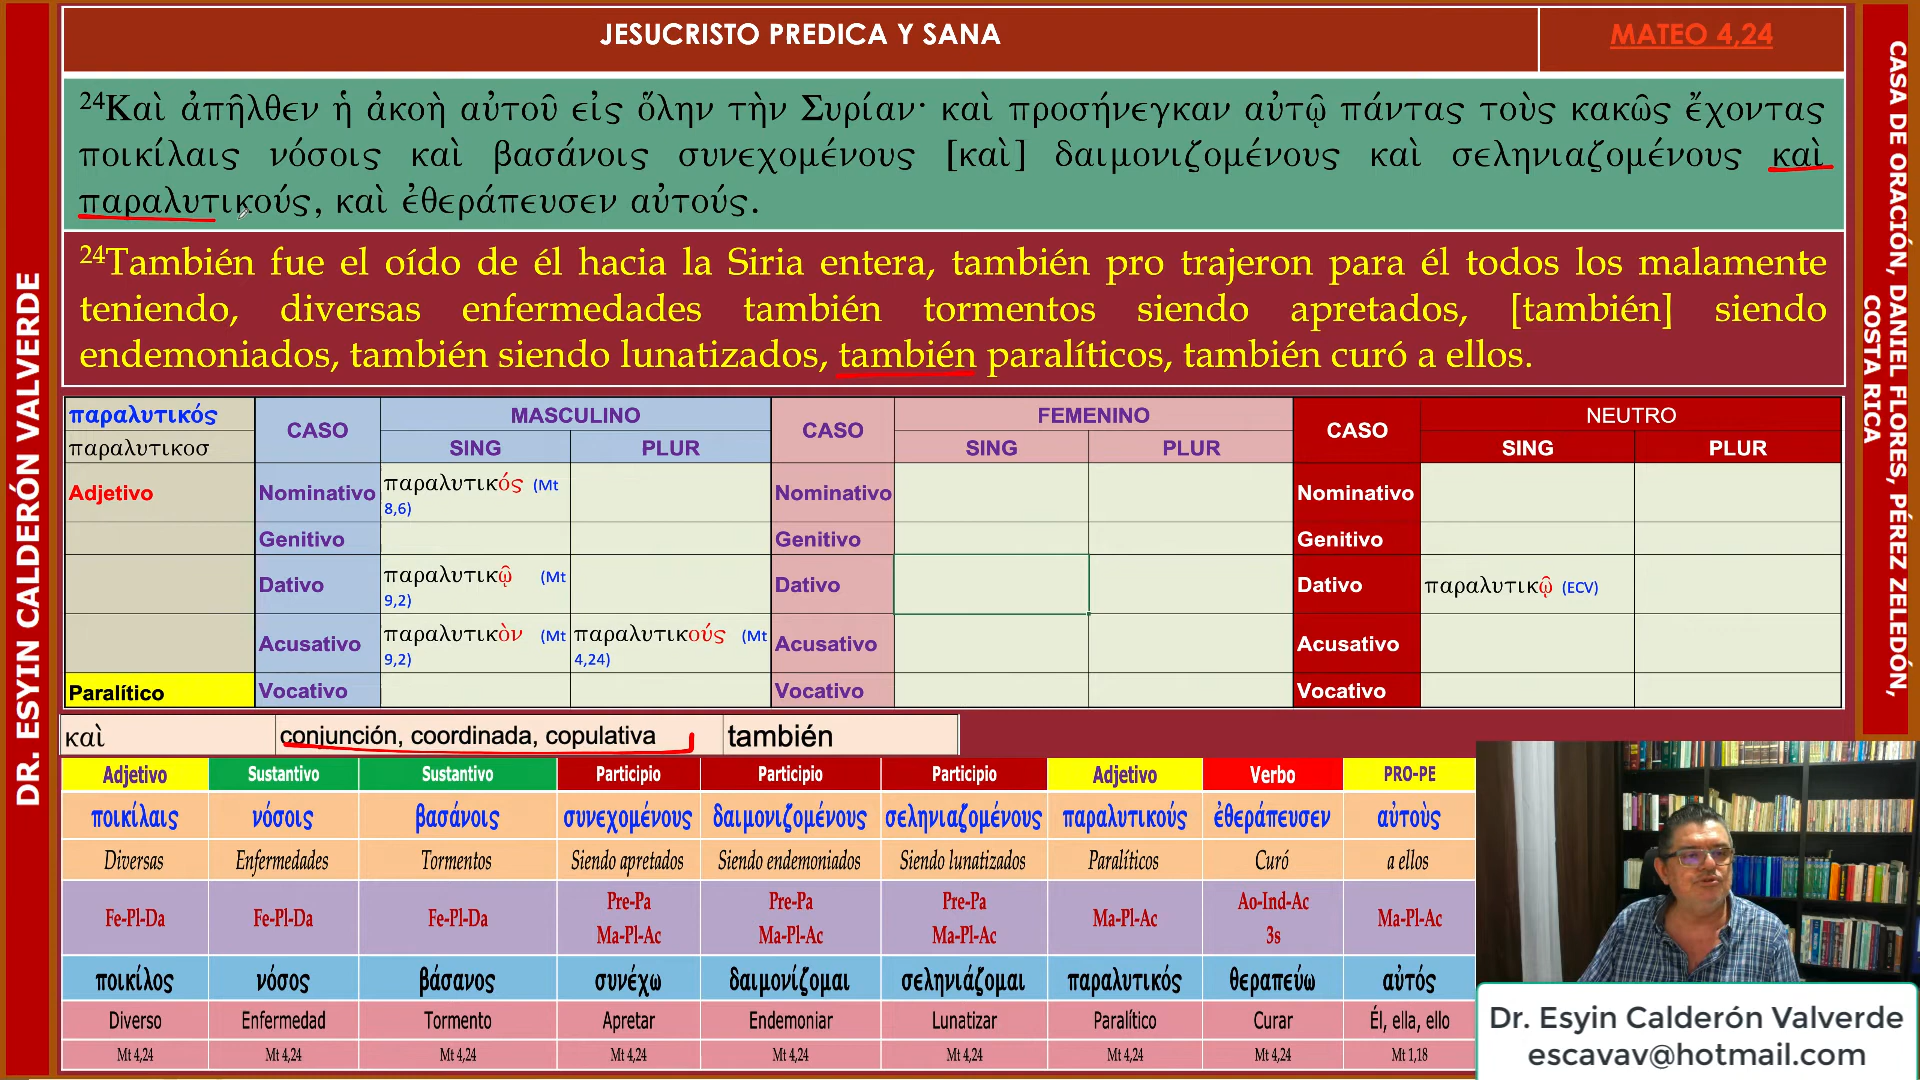 JESUCRISTO PREDICA Y SANA
MATEO 4,24
²⁴Καὶ ἀπῆλθεν ἡ ἀκοὴ αὐτοῦ εἰς ὅλην τὴν Συρίαν· καὶ προσήνεγκαν αὐτῷ πάντας τοὺς κακῶς ἔχοντας
ποικίλαις νόσοις καὶ βασάνοις συνεχομένους [καὶ] δαιμονιζομένους καὶ σεληνιαζομένους καὶ
παραλυτικούς, καὶ ἐθεράπευσεν αὐτούς.
²⁴También fue el oído de él hacia la Siria entera, también pro trajeron para él todos los malamente
teniendo, diversas enfermedades también tormentos siendo apretados, [también] siendo
endemoniados, también siendo lunatizados, también paralíticos, también curó a ellos.
παραλυτικός CASO MASCULINO CASO FEMENINO CASO NEUTRO
παραλυτικοσ SING PLUR SING PLUR SING PLUR
Adjetivo Nominativo παραλυτικός (Mt 8,6) Nominativo Nominativo
Genitivo Genitivo Genitivo
Dativo παραλυτικῷ (Mt 9,2) Dativo Dativo παραλυτικῷ (ECV)
Acusativo παραλυτικὸν (Mt 9,2) παραλυτικούς (Mt 4,24) Acusativo Acusativo
Paralítico Vocativo Vocativo Vocativo
καὶ conjunción, coordinada, copulativa también
Adjetivo Sustantivo Sustantivo Participio Participio Participio Adjetivo Verbo PRO-PE
ποικίλαις νόσοις βασάνοις συνεχομένους δαιμονιζομένους σεληνιαζομένους παραλυτικούς ἐθεράπευσεν αὐτοὺς
Diversas Enfermedades Tormentos Siendo apretados Siendo endemoniados Siendo lunatizados Paralíticos Curó a ellos
Fe-Pl-Da Fe-Pl-Da Fe-Pl-Da Pre-Pa Ma-Pl-Ac Pre-Pa Ma-Pl-Ac Pre-Pa Ma-Pl-Ac Ma-Pl-Ac Ao-Ind-Ac 3s Ma-Pl-Ac
ποικίλος νόσος βάσανος συνέχω δαιμονίζομαι σεληνιάζομαι παραλυτικός θεραπεύω αὐτός
Diverso Enfermedad Tormento Apretar Endemoniar Lunatizar Paralítico Curar Él, ella, ello
Mt 4,24 Mt 4,24 Mt 4,24 Mt 4,24 Mt 4,24 Mt 4,24 Mt 4,24 Mt 4,24 Mt 1,18
DR. ESYIN CALDERÓN VALVERDE
CASA DE ORACIÓN, DANIEL FLORES, PÉREZ ZELEDÓN,
COSTA RICA
Dr. Esyin Calderón Valverde
escavav@hotmail.com